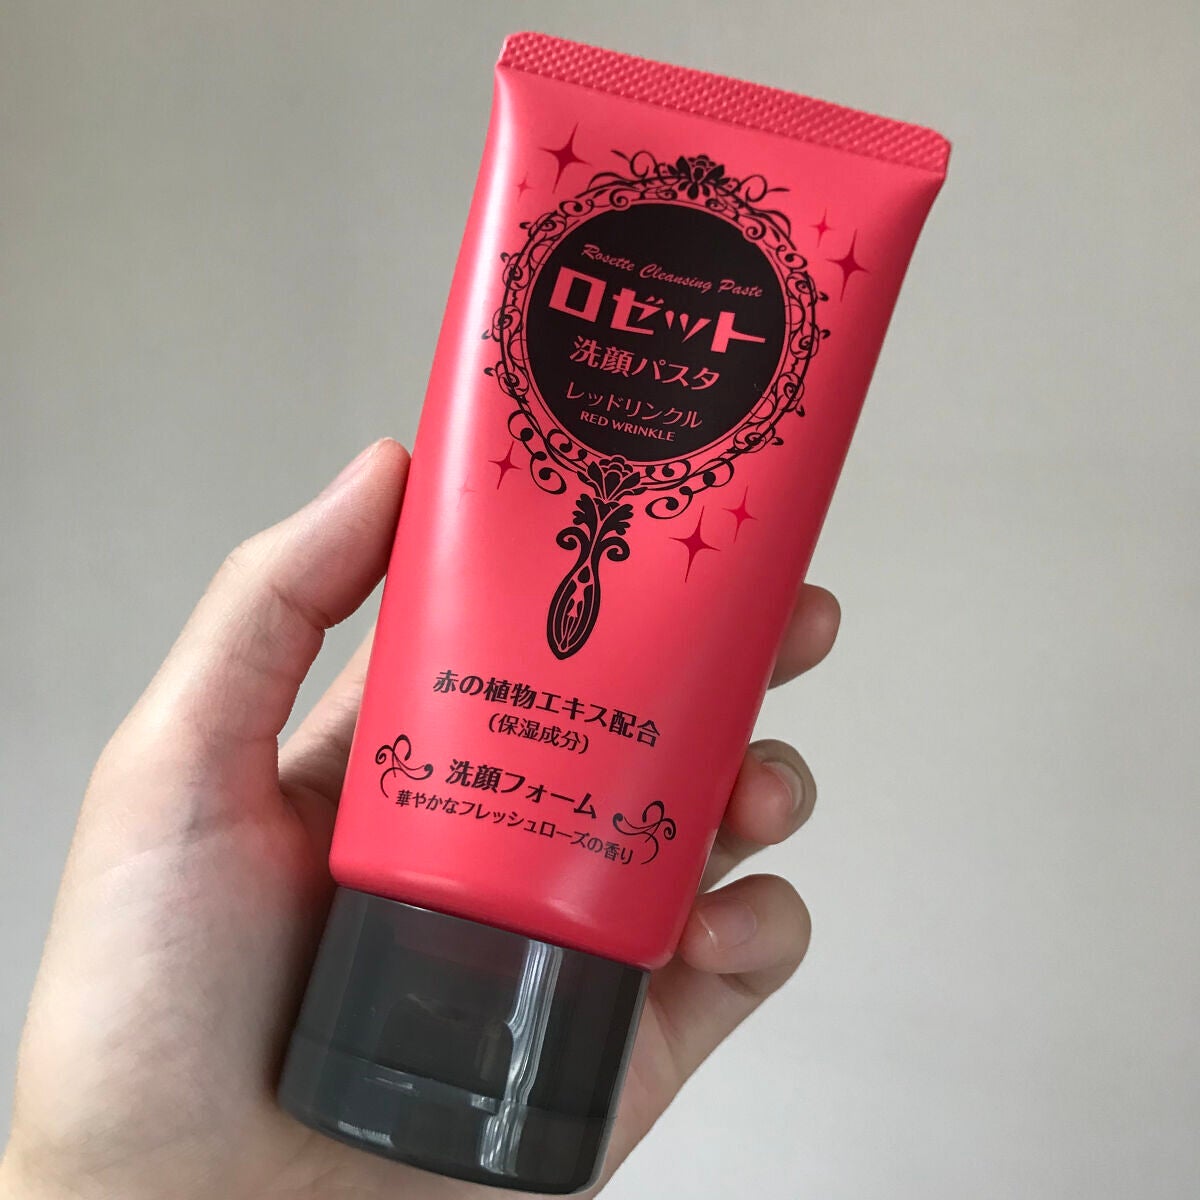 Rosette Cleansing Paste
ロゼット
洗顔パスタ
レッドリンクル
RED WRINKLE
赤の植物エキス配合
(保湿成分)
洗顔フォーム
華やかなフレッシュローズの香り